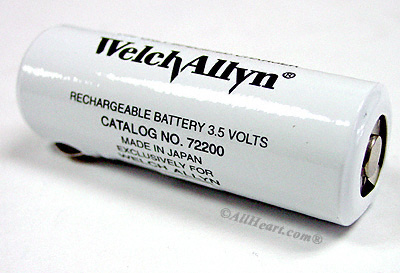 WelchAllyn®
RECHARGEABLE BATTERY 3.5 VOLTS
CATALOG NO. 72200
MADE IN JAPAN
EXCLUSIVELY FOR
WELCH ALLYN
©AllHeart.com®